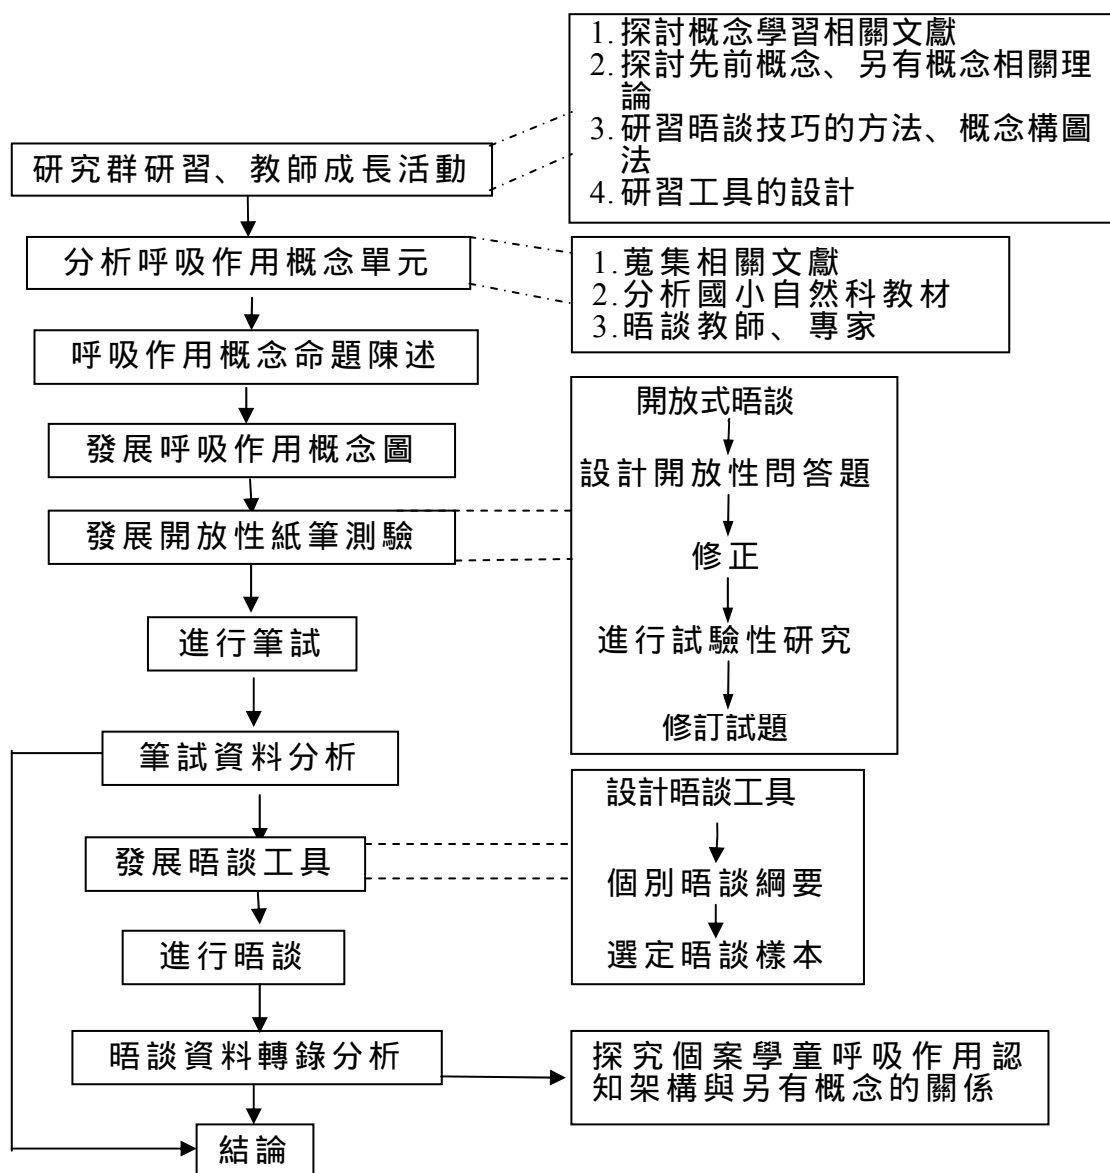 1. 探討概念學習相關文獻
2. 探討先前概念、另有概念相關理
論
3. 研習晤談技巧的方法、概念構圖
法
4. 研習工具的設計
研究群研習、教師成長活動
分析呼吸作用概念單元
1. 蒐集相關文獻
2. 分析國小自然科教材
3. 晤談教師、專家
呼吸作用概念命題陳述
發展呼吸作用概念圖
發展開放性紙筆測驗
開放式晤談
設計開放性問答題
修正
進行試驗性研究
修訂試題
進行筆試
筆試資料分析
發展晤談工具
設計晤談工具
個別晤談綱要
選定晤談樣本
進行晤談
晤談資料轉錄分析
探究個案學童呼吸作用認
知架構與另有概念的關係
結論